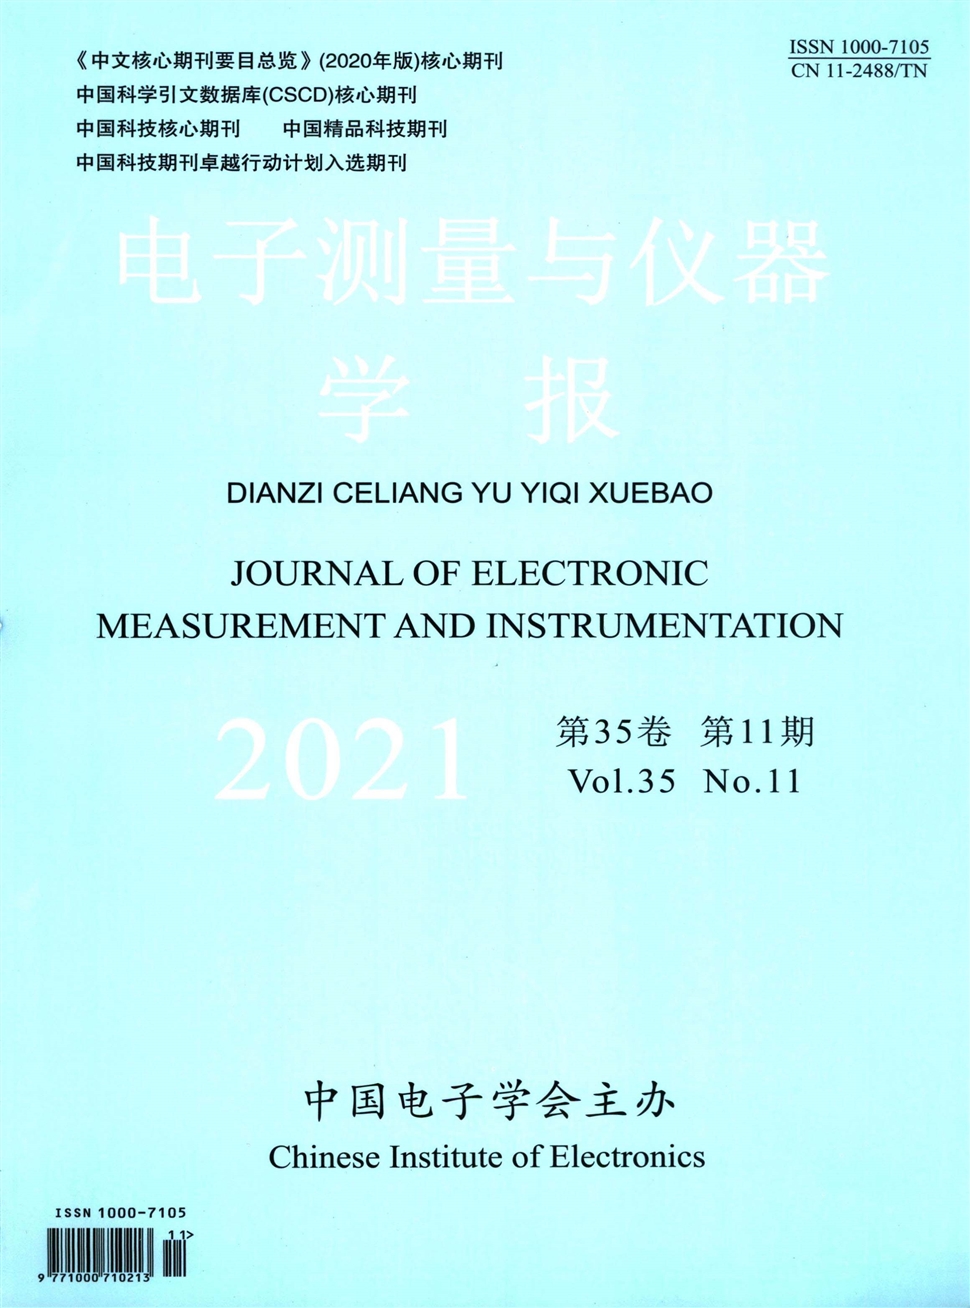 《中文核心期刊要目总览》(2020年版)核心期刊
中国科学引文数据库(CSCD)核心期刊
中国科技核心期刊 中国精品科技期刊
中国科技期刊卓越行动计划入选期刊
ISSN 1000-7105
CN 11-2488/TN
电子测量与仪器
学 报
DIANZI CELIANG YU YIQI XUEBAO
JOURNAL OF ELECTRONIC
MEASUREMENT AND INSTRUMENTATION
2021
第35卷 第11期
Vol.35 No.11
中国电子学会主办
Chinese Institute of Electronics
ISSN 1000-7105
11>
9 771000 710213